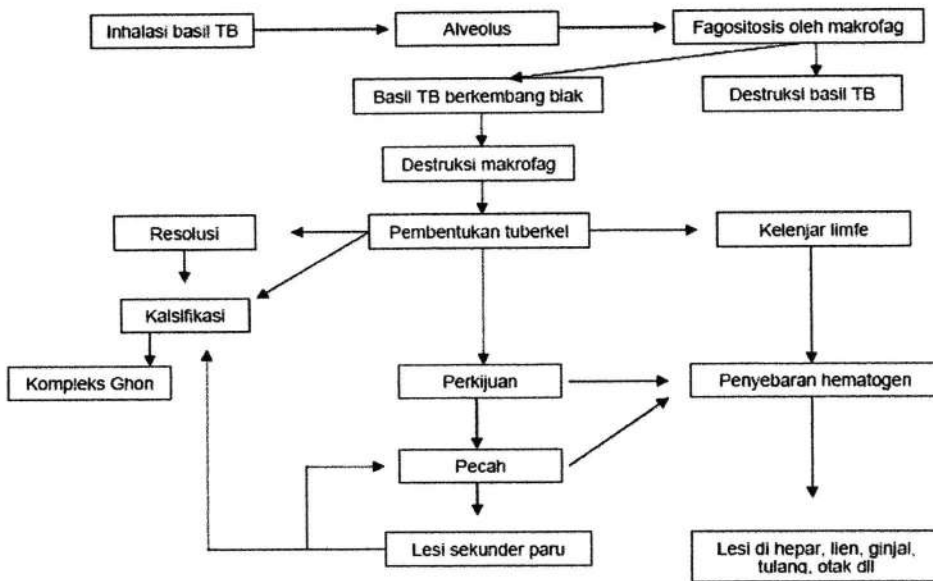 Inhalasi basil TB
Alveolus
Fagositosis oleh makrofag
Basil TB berkembang biak
Destruksi basil TB
Destruksi makrofag
Resolusi
Pembentukan tuberkel
Kelenjar limfe
Kalsifikasi
Kompleks Ghon
Perkijuan
Penyebaran hematogen
Pecah
Lesi sekunder paru
Lesi di hepar, lien, ginjal,
tulang, otak dll